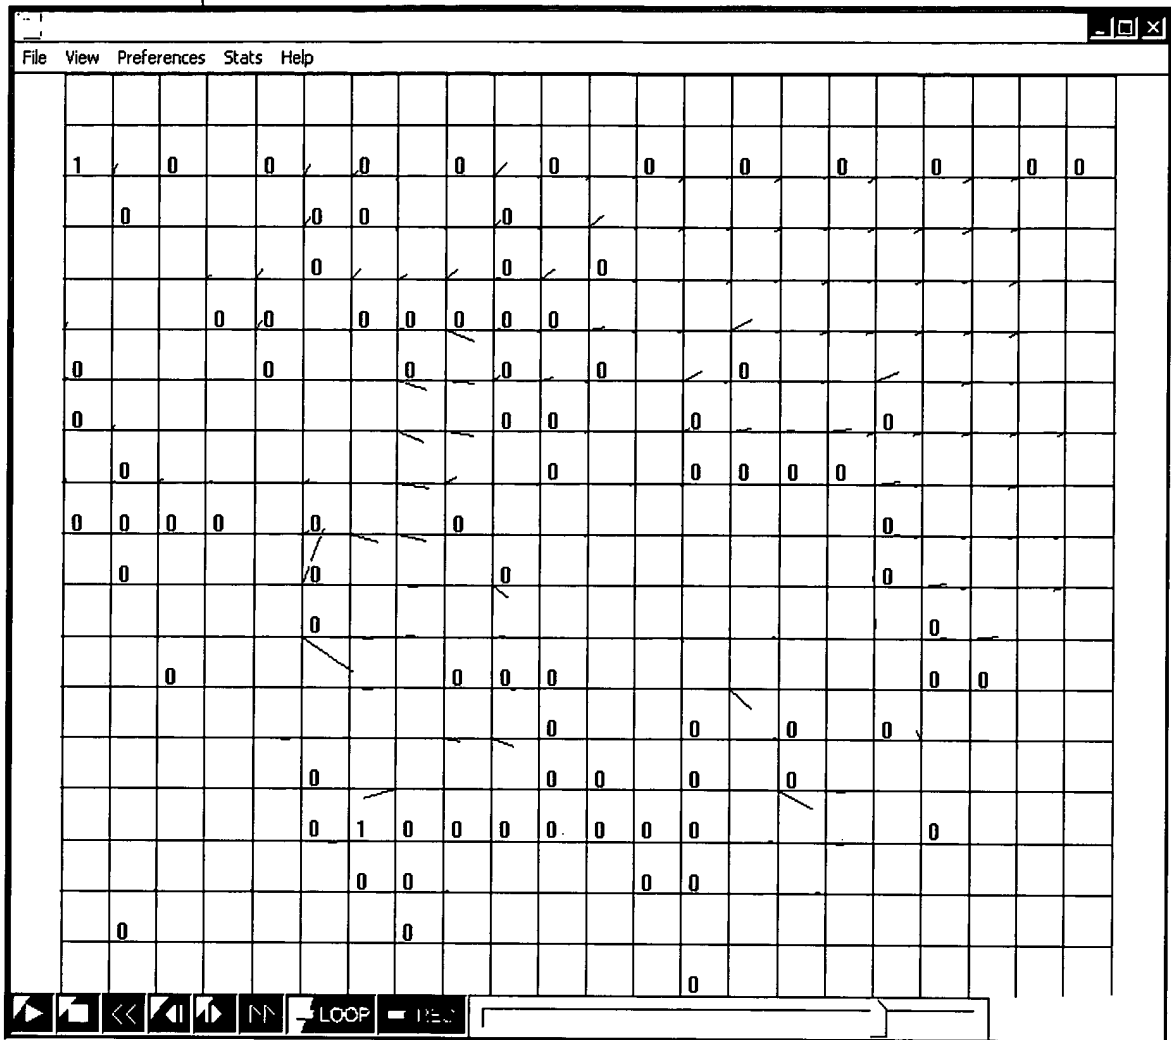 File View Preferences Stats Help
1 0 0 0 0 0 0 0 0 0 0 0
0 0 0 0
0 0 0
0 0 0 0 0 0 0
0 0 0 0 0 0
0 0 0 0 0
0 0 0 0 0 0
0 0 0 0 0 0 0
0 0 0 0
0 0
0 0 0 0 0 0
0 0 0 0
0 0 0 0 0
0 1 0 0 0 0 0 0 0 0
0 0 0 0
0 0
0
LOOP REC